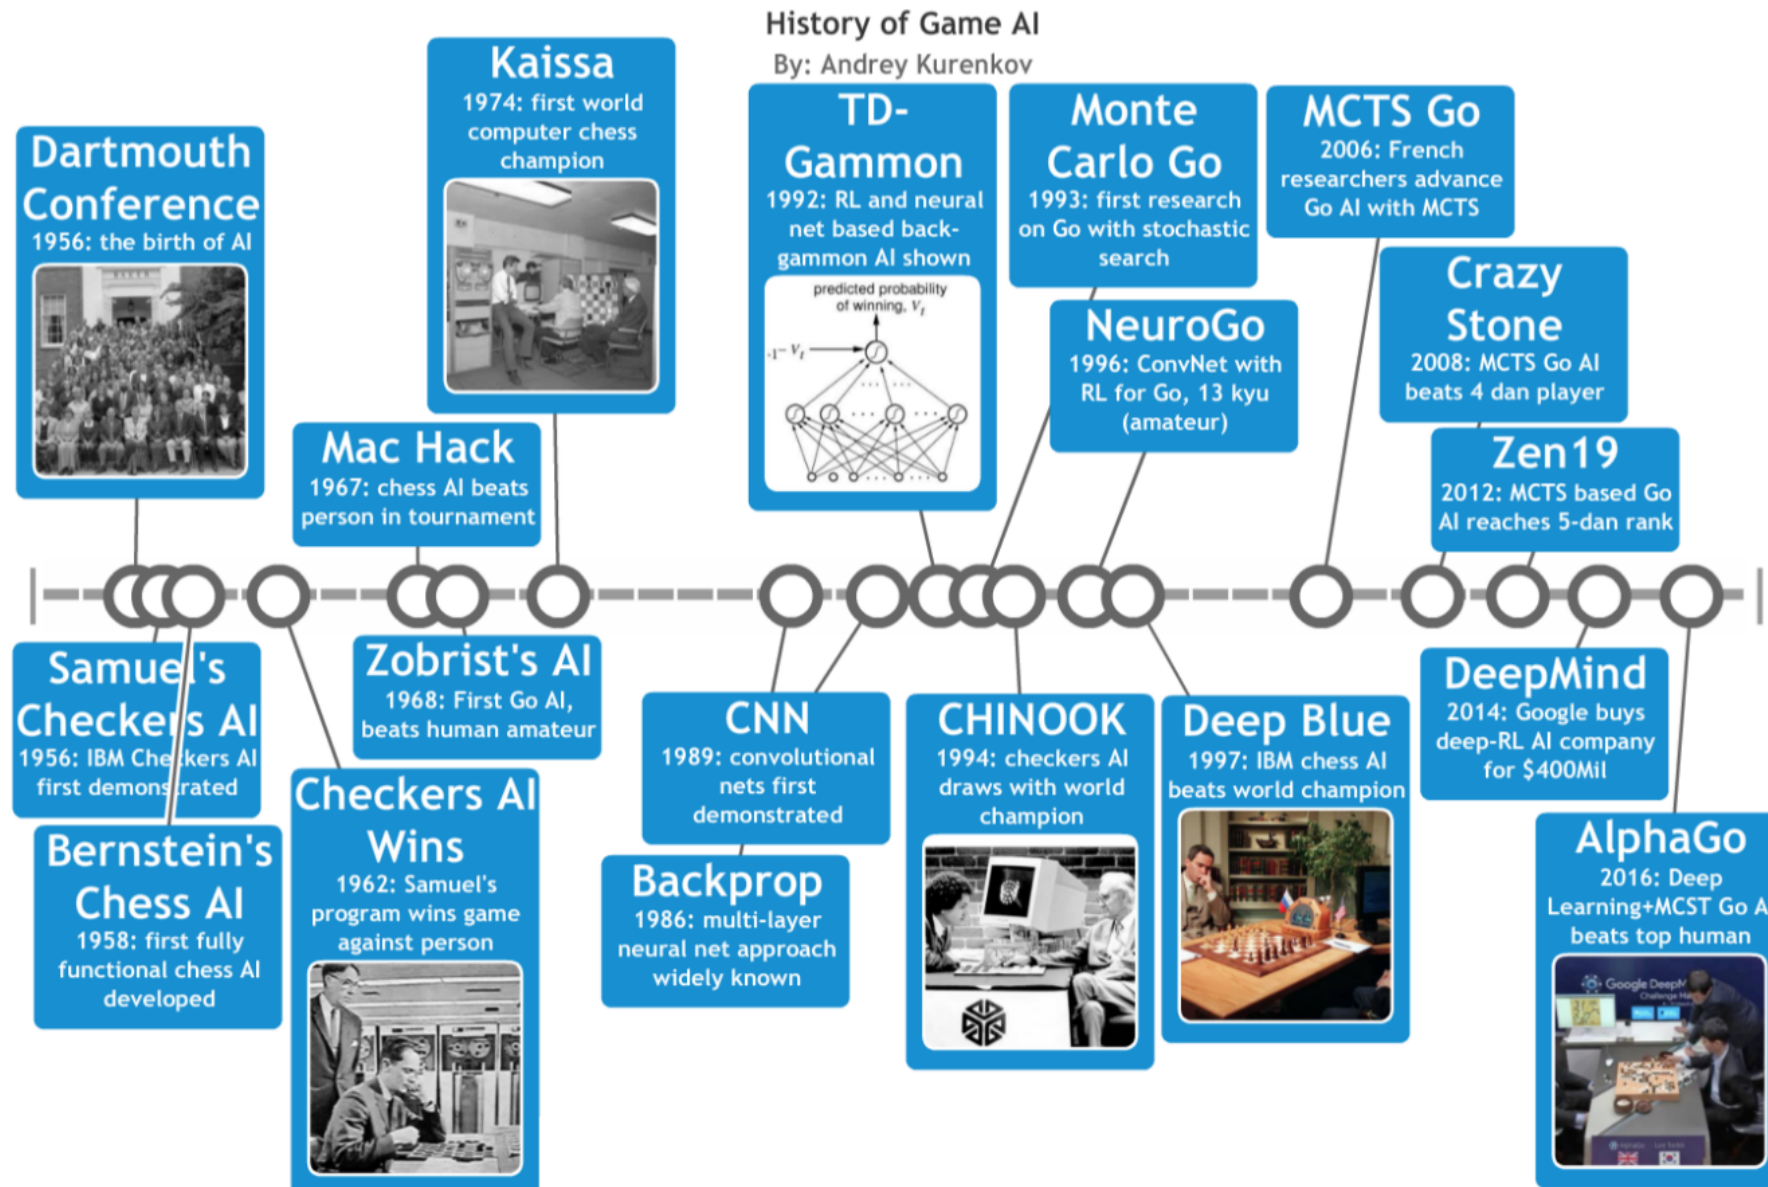 History of Game AI
By: Andrey Kurenkov
Dartmouth
Conference
1956: the birth of AI
Samuel's
Checkers AI
1956: IBM Checkers AI
first demonstrated
Bernstein's
Chess AI
1958: first fully
functional chess AI
developed
Checkers AI
Wins
1962: Samuel's
program wins game
against person
Mac Hack
1967: chess AI beats
person in tournament
Zobrist's AI
1968: First Go AI,
beats human amateur
Kaissa
1974: first world
computer chess
champion
Backprop
1986: multi-layer
neural net approach
widely known
CNN
1989: convolutional
nets first
demonstrated
TD-
Gammon
1992: RL and neural
net based back-
gammon AI shown
predicted probability
of winning, Vt
-1- Vt
Monte
Carlo Go
1993: first research
on Go with stochastic
search
CHINOOK
1994: checkers AI
draws with world
champion
NeuroGo
1996: ConvNet with
RL for Go, 13 kyu
(amateur)
Deep Blue
1997: IBM chess AI
beats world champion
MCTS Go
2006: French
researchers advance
Go AI with MCTS
Crazy
Stone
2008: MCTS Go AI
beats 4 dan player
Zen19
2012: MCTS based Go
AI reaches 5-dan rank
DeepMind
2014: Google buys
deep-RL AI company
for $400Mil
AlphaGo
2016: Deep
Learning+MCST Go A
beats top human
Google DeepM
Challenge